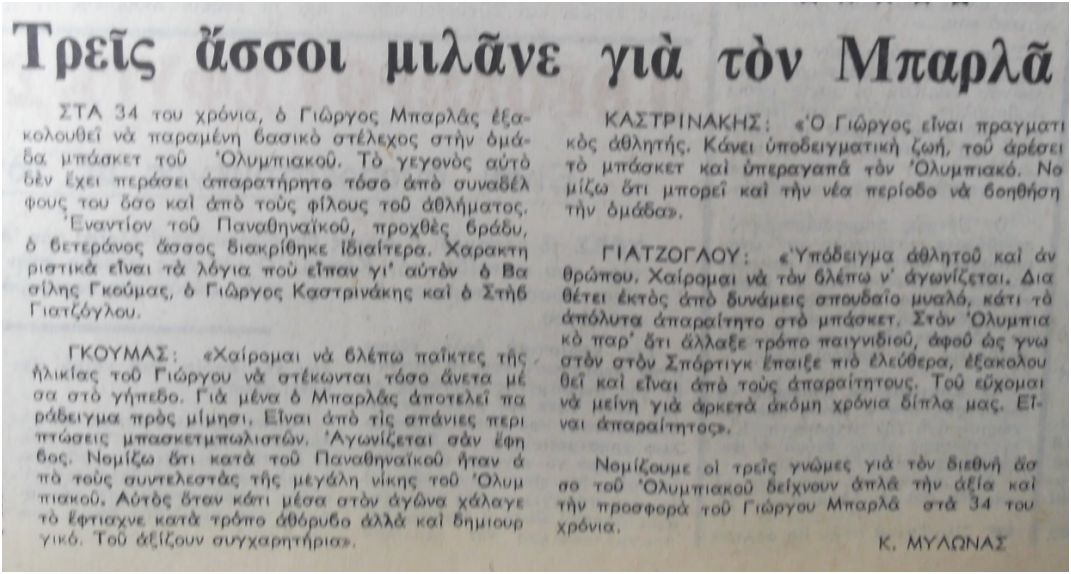 Τρεῖς ἄσσοι μιλᾶνε γιὰ τὸν Μπαρλᾶ
ΣΤΑ 34 του χρόνια, ὁ Γιῶργος Μπαρλᾶς ἐξα-
κολουθεῖ νὰ παραμένη βασικὸ στέλεχος στὴν ὁμά-
δα μπάσκετ τοῦ Ὀλυμπιακοῦ. Τὸ γεγονὸς αὐτὸ
δὲν ἔχει περάσει ἀπαρατήρητο τόσο ἀπὸ συναδέλ
φους του ὅσο καὶ ἀπὸ τοὺς φίλους τοῦ ἀθλήματος.
Ἐναντίον τοῦ Παναθηναϊκοῦ, προχθὲς βράδυ,
ὁ βετεράνος ἄσσος διακρίθηκε ἰδιαίτερα. Χαρακτη
ριστικὰ εἶναι τὰ λόγια ποὺ εἶπαν γι' αὐτὸν ὁ Βα
σίλης Γκούμας, ὁ Γιῶργος Καστρινάκης καὶ ὁ Στὴβ
Γιατζόγλου.
ΓΚΟΥΜΑΣ: «Χαίρομαι νὰ βλέπω παῖκτες τῆς
ἡλικίας τοῦ Γιώργου νὰ στέκωνται τόσο ἄνετα μέ
σα στὸ γήπεδο. Γιὰ μένα ὁ Μπαρλᾶς ἀποτελεῖ πα
ράδειγμα πρὸς μίμησι. Εἶναι ἀπὸ τὶς σπάνιες περι
πτώσεις μπασκετμπωλιστῶν. Ἀγωνίζεται σὰν ἔφη
βος. Νομίζω ὅτι κατὰ τοῦ Παναθηναϊκοῦ ἦταν ἀ
πὸ τοὺς συντελεστὰς τῆς μεγάλη νίκης τοῦ Ὀλυμ
πιακοῦ. Αὐτὸς ὅταν κάτι μέσα στὸν ἀγῶνα χάλαγε
τὸ ἔφτιαχνε κατὰ τρόπο ἀθόρυβο ἀλλὰ καὶ δημιουρ
γικό. Τοῦ ἀξίζουν συγχαρητήρια».
ΚΑΣΤΡΙΝΑΚΗΣ: «Ὁ Γιῶργος εἶναι πραγματι
κὸς ἀθλητής. Κάνει ὑποδειγματικὴ ζωή, τοῦ ἀρέσει
τὸ μπάσκετ καὶ ὑπεραγαπᾶ τὸν Ὀλυμπιακό. Νο
μίζω ὅτι μπορεῖ καὶ τὴν νέα περίοδο νὰ βοηθήση
τὴν ὁμάδα».
ΓΙΑΤΖΟΓΛΟΥ: «Ὑπόδειγμα ἀθλητοῦ καὶ ἀν
θρώπου. Χαίρομαι νὰ τὸν βλέπω ν' ἀγωνίζεται. Δια
θέτει ἐκτὸς ἀπὸ δυνάμεις σπουδαῖο μυαλό, κάτι τὸ
ἀπόλυτα ἀπαραίτητο στὸ μπάσκετ. Στὸν Ὀλυμπια
κὸ παρ' ὅτι ἄλλαξε τρόπο παιγνιδιοῦ, ἀφοῦ ὡς γνω
στὸν στὸν Σπόρτιγκ ἔπαιξε πιὸ ἐλεύθερα, ἐξακολου
θεῖ καὶ εἶναι ἀπὸ τοὺς ἀπαραίτητους. Τοῦ εὔχομαι
νὰ μείνη γιὰ ἀρκετὰ ἀκόμη χρόνια δίπλα μας. Εἶ-
ναι ἀπαραίτητος».
Νομίζουμε οἱ τρεῖς γνῶμες γιὰ τὸν διεθνῆ ἄσ
σο τοῦ Ὀλυμπιακοῦ δείχνουν ἁπλὰ τὴν ἀξία καὶ
τὴν προσφορὰ τοῦ Γιώργου Μπαρλᾶ στὰ 34 του
χρόνια.
Κ. ΜΥΛΩΝΑΣ